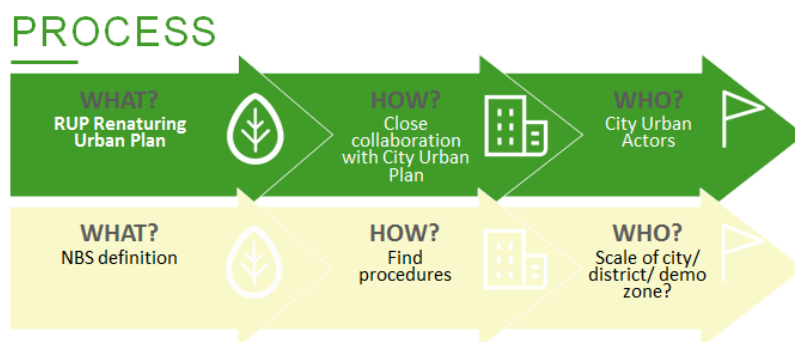 PROCESS
WHAT?
RUP Renaturing
Urban Plan
HOW?
Close
collaboration
with City Urban
Plan
WHO?
City Urban
Actors
WHAT?
NBS definition
HOW?
Find
procedures
WHO?
Scale of city/
district/ demo
zone?